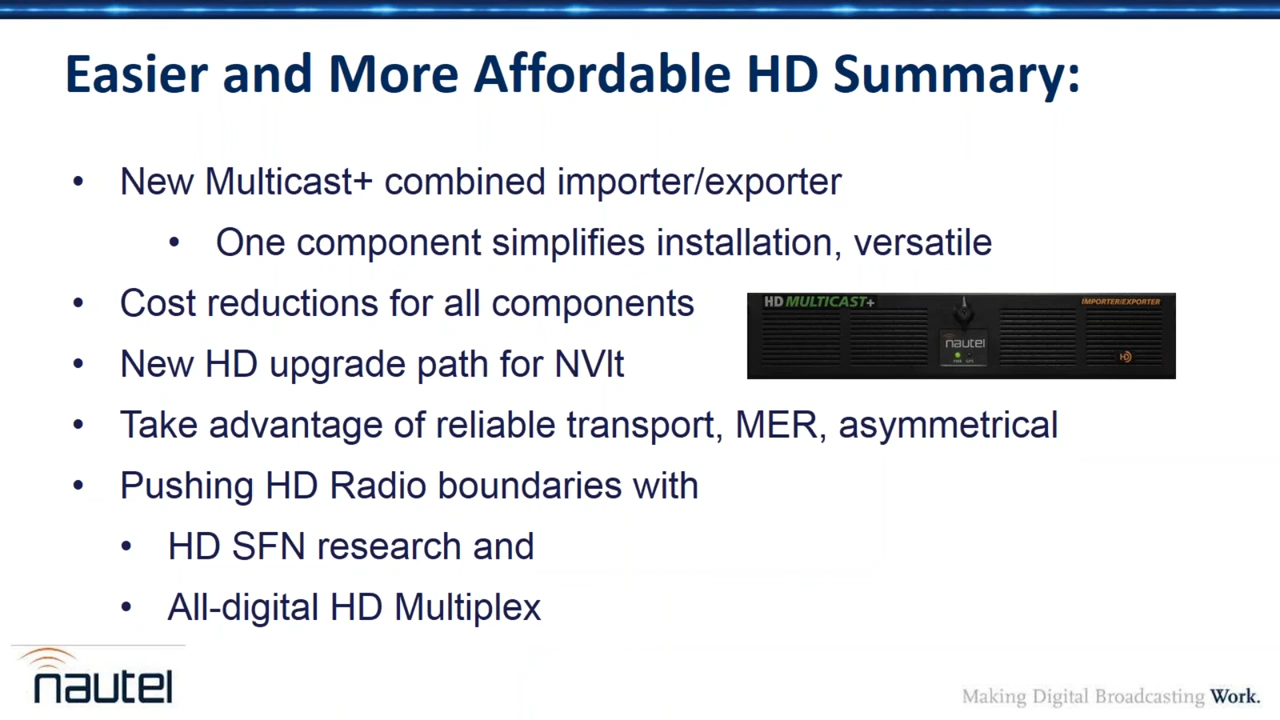 Easier and More Affordable HD Summary:
• New Multicast+ combined importer/exporter
• One component simplifies installation, versatile
• Cost reductions for all components
HD MULTICAST+
IMPORTER/EXPORTER
nautel
PWR GPS
HD
• New HD upgrade path for NVlt
• Take advantage of reliable transport, MER, asymmetrical
• Pushing HD Radio boundaries with
• HD SFN research and
• All-digital HD Multiplex
nautel
Making Digital Broadcasting Work.